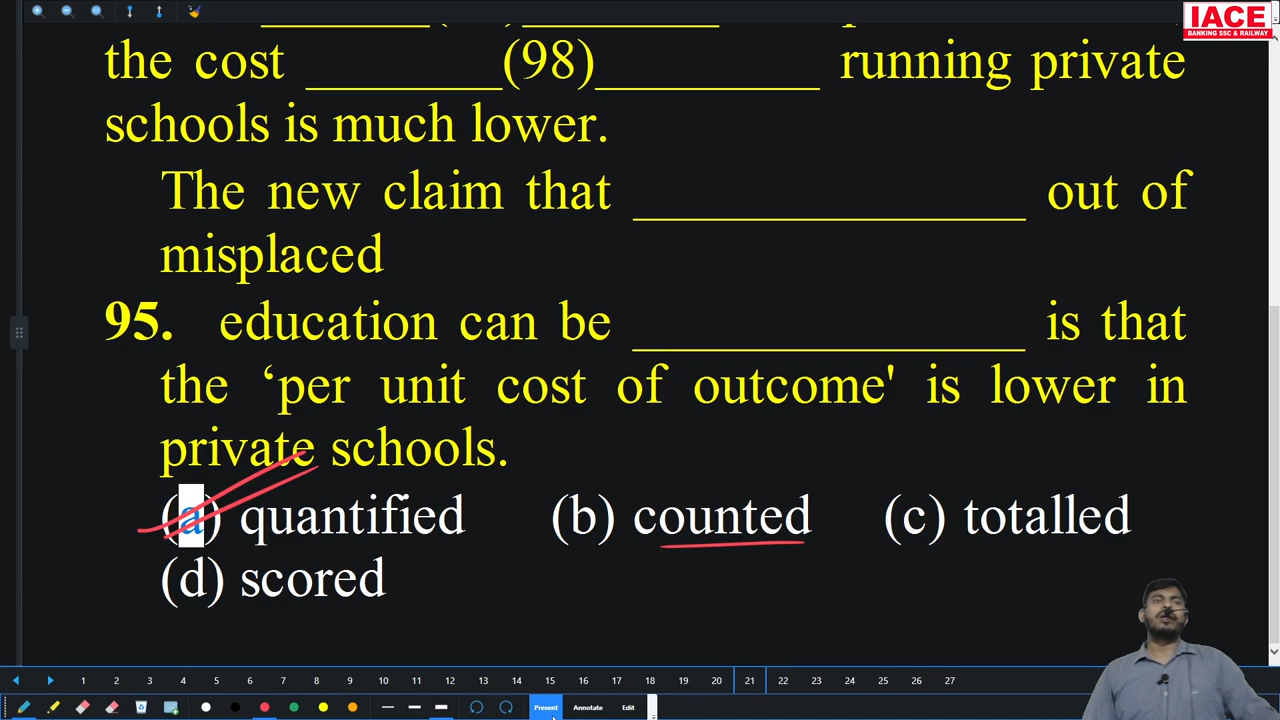 IACE
BANKING SSC & RAILWAY
the cost ________(98)_________ running private
schools is much lower.
The new claim that ________________ out of
misplaced
95. education can be ________________ is that
the ‘per unit cost of outcome' is lower in
private schools.
(a) quantified (b) counted (c) totalled
(d) scored
1 2 3 4 5 6 7 8 9 10 11 12 13 14 15 16 17 18 19 20 21 22 23 24 25 26 27
Present Annotate Edit